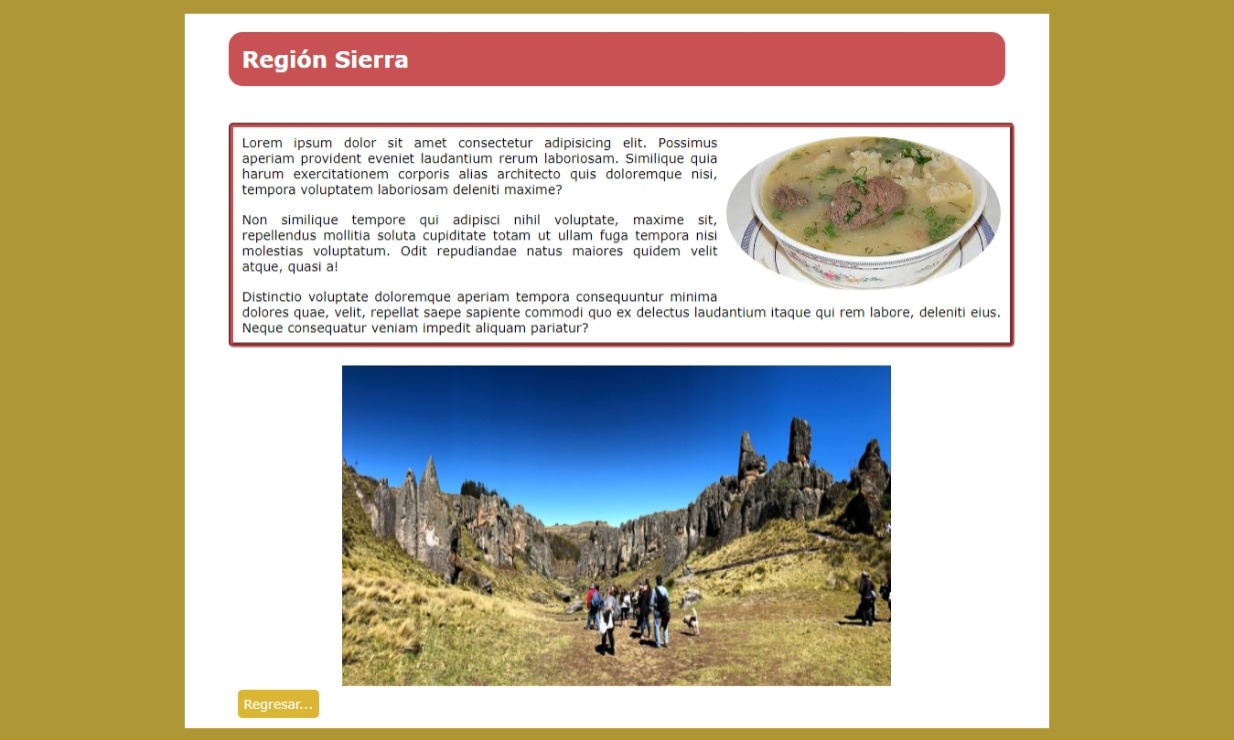 Región Sierra
Lorem ipsum dolor sit amet consectetur adipisicing elit. Possimus
aperiam provident eveniet laudantium rerum laboriosam. Similique quia
harum exercitationem corporis alias architecto quis doloremque nisi,
tempora voluptatem laboriosam deleniti maxime?
Non similique tempore qui adipisci nihil voluptate, maxime sit,
repellendus mollitia soluta cupiditate totam ut ullam fuga tempora nisi
molestias voluptatum. Odit repudiandae natus maiores quidem velit
atque, quasi a!
Distinctio voluptate doloremque aperiam tempora consequuntur minima
dolores quae, velit, repellat saepe sapiente commodi quo ex delectus laudantium itaque qui rem labore, deleniti eius.
Neque consequatur veniam impedit aliquam pariatur?
Regresar...